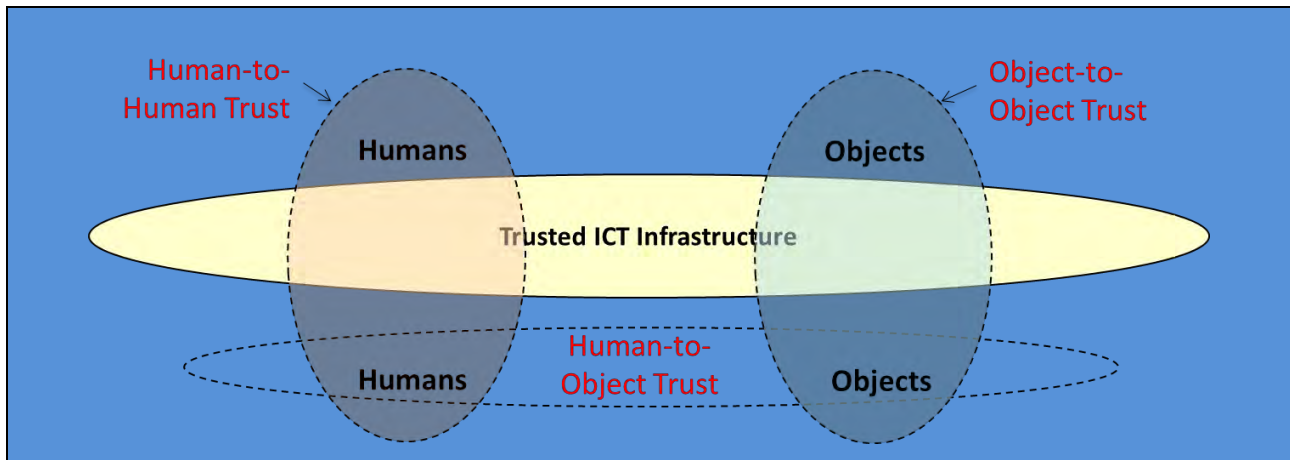 Human-to-
Human Trust
Object-to-
Object Trust
Humans
Objects
Trusted ICT Infrastructure
Human-to-
Object Trust
Humans
Objects